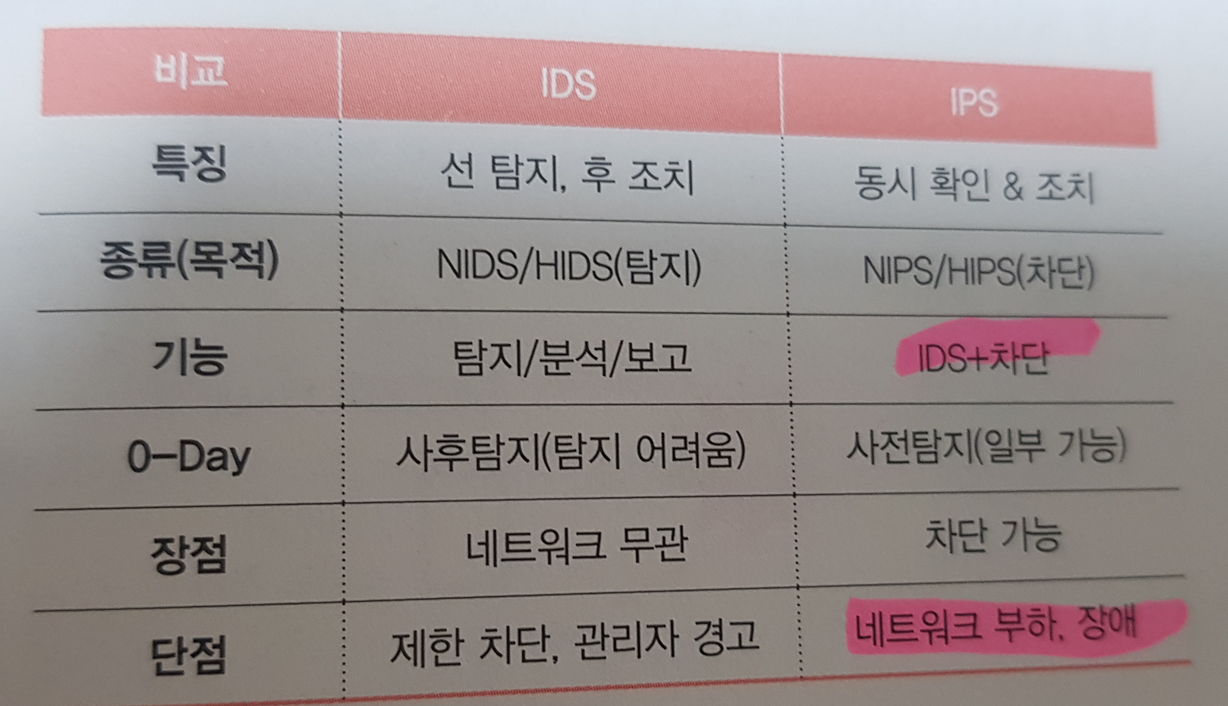 비교 IDS IPS
특징 선 탐지, 후 조치 동시 확인 & 조치
종류(목적) NIDS/HIDS(탐지) NIPS/HIPS(차단)
기능 탐지/분석/보고 IDS+차단
0-Day 사후탐지(탐지 어려움) 사전탐지(일부 가능)
장점 네트워크 무관 차단 가능
단점 제한 차단, 관리자 경고 네트워크 부하, 장애